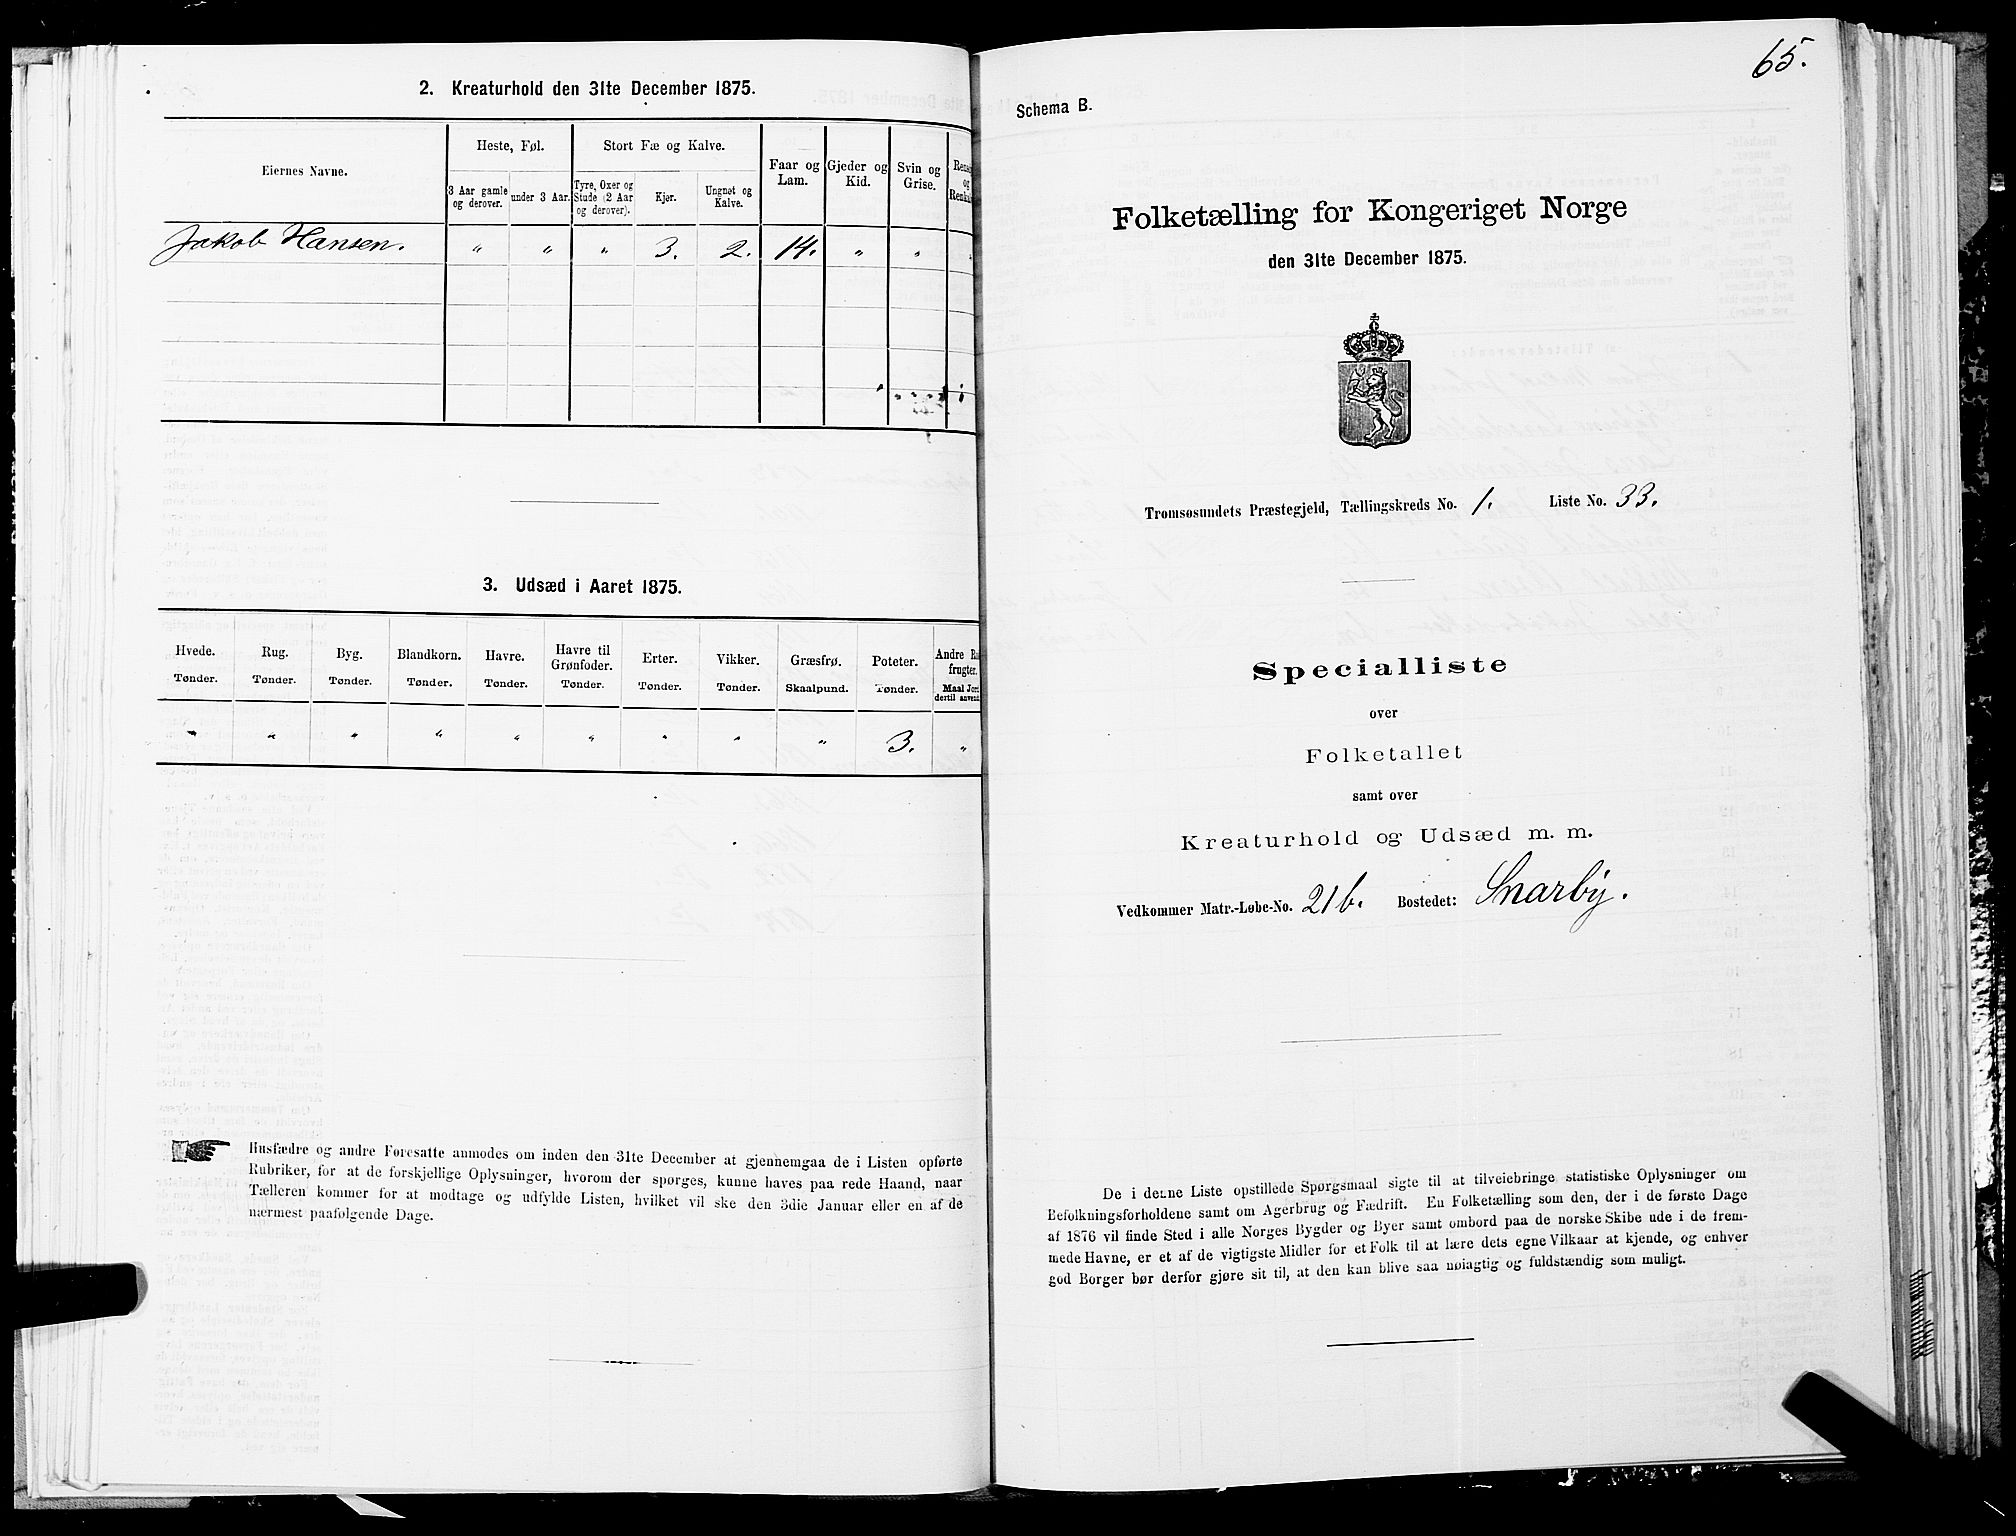 2. Kreaturhold den 31te December 1875.
Eiernes Navne.
Heste, Føl.
Stort Fæ og Kalve.
Faar og Lam.
Gjeder og Kid.
Svin og Grise.
3 Aar gamle og derover.
under 3 Aar.
Tyre, Oxer og Stude (2 Aar og derover).
Kjør.
Ungnøt og Kalve.
Jakob Hansen. " " " 3. 2. 14. " " "
3. Udsæd i Aaret 1875.
Hvede. Rug. Byg. Blandkorn. Havre. Havre til Grønfoder. Erter. Vikker. Græsfrø. Poteter.
Tønder. Tønder. Tønder. Tønder. Tønder. Tønder. Tønder. Tønder. Skaalpund. Tønder.
" " " " " " " " " 3. "
Husfædre og andre Foresatte anmodes om inden den 31te December at gjennemgaa de i Listen opførte
Rubriker, for at de forskjellige Oplysninger, hvorom der spørges, kunne haves paa rede Haand, naar
Tælleren kommer for at modtage og udfylde Listen, hvilket vil ske den 3die Januar eller en af de
nærmest paafølgende Dage.
65.
Schema B.
Folketælling for Kongeriget Norge
den 31te December 1875.
Tromsøsundets Præstegjeld, Tællingskreds No. 1. Liste No. 33.
Specialliste
over
Folketallet
samt over
Kreaturhold og Udsæd m. m.
Vedkommer Matr.-Løbe-No. 21b. Bostedet: Snarby.
De i denne Liste opstillede Spørgsmaal sigte til at tilveiebringe statistiske Oplysninger om
Befolkningsforholdene samt om Agerbrug og Fædrift. En Folketælling som den, der i de første Dage
af 1876 vil finde Sted i alle Norges Bygder og Byer samt ombord paa de norske Skibe ude i de frem-
mede Havne, er et af de vigtigste Midler for et Folk til at lære dets egne Vilkaar at kjende, og enhver
god Borger bør derfor gjøre sit til, at den kan blive saa nøiagtig og fuldstændig som muligt.